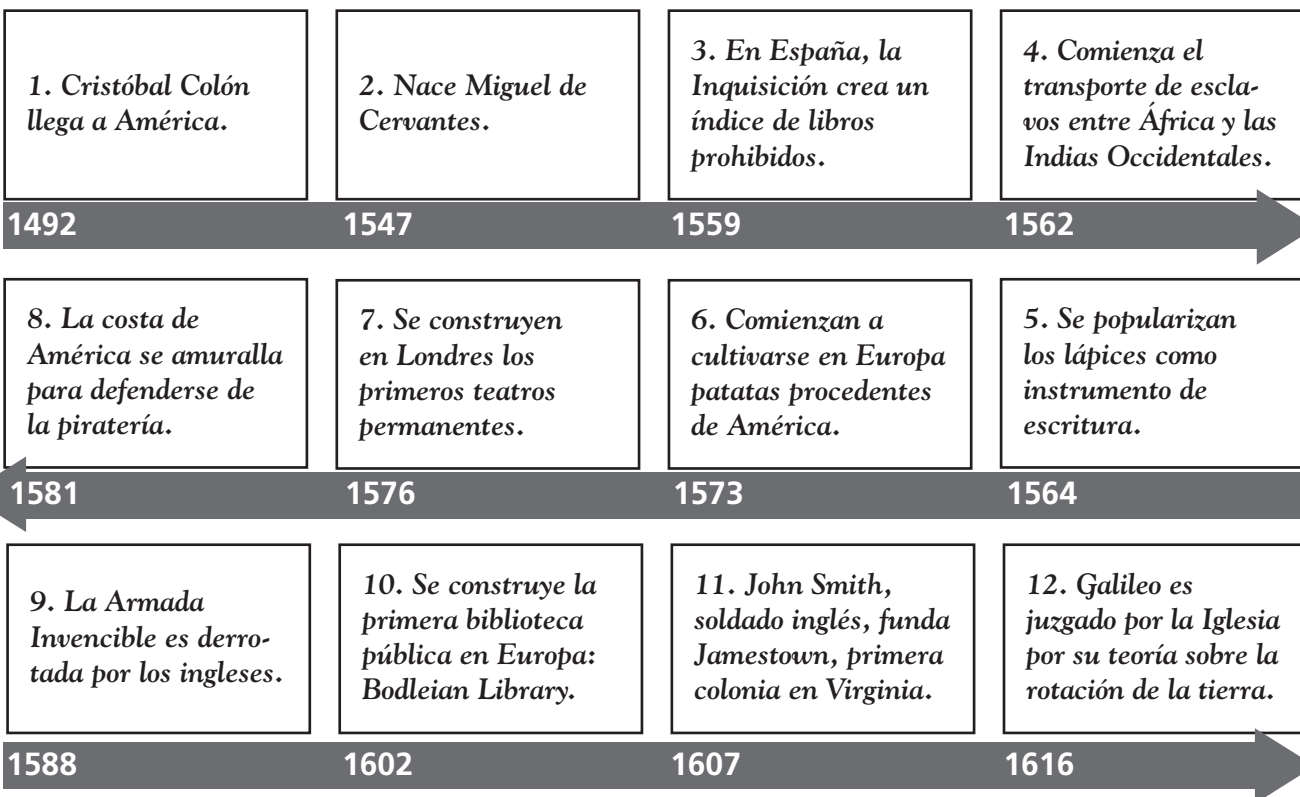 1. Cristóbal Colón
llega a América.
1492
2. Nace Miguel de
Cervantes.
1547
3. En España, la
Inquisición crea un
índice de libros
prohibidos.
1559
4. Comienza el
transporte de escla-
vos entre África y las
Indias Occidentales.
1562
5. Se popularizan
los lápices como
instrumento de
escritura.
1564
6. Comienzan a
cultivarse en Europa
patatas procedentes
de América.
1573
7. Se construyen
en Londres los
primeros teatros
permanentes.
1576
8. La costa de
América se amuralla
para defenderse de
la piratería.
1581
9. La Armada
Invencible es derro-
tada por los ingleses.
1588
10. Se construye la
primera biblioteca
pública en Europa:
Bodleian Library.
1602
11. John Smith,
soldado inglés, funda
Jamestown, primera
colonia en Virginia.
1607
12. Galileo es
juzgado por la Iglesia
por su teoría sobre la
rotación de la tierra.
1616